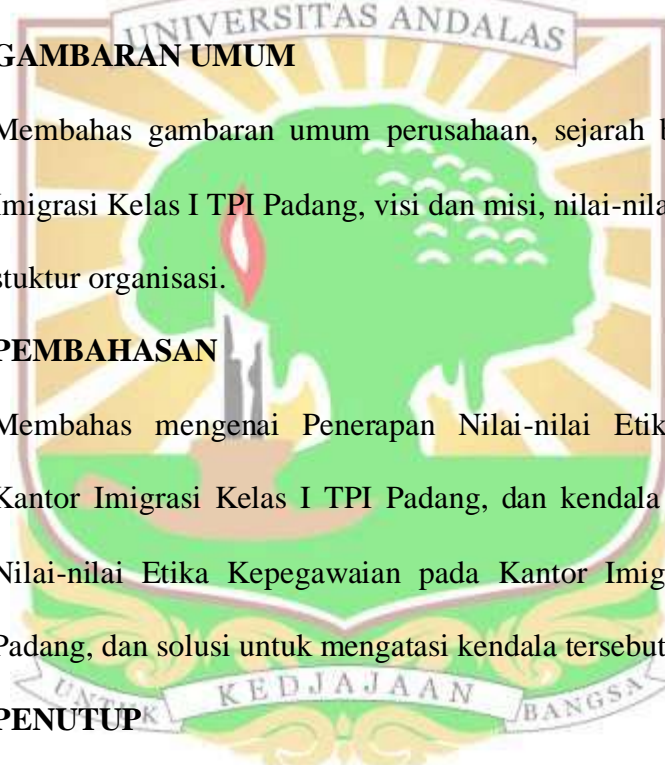 UNIVERSITAS ANDALAS
GAMBARAN UMUM
Membahas gambaran umum perusahaan, sejarah b
Imigrasi Kelas I TPI Padang, visi dan misi, nilai-nila
stuktur organisasi.
PEMBAHASAN
Membahas mengenai Penerapan Nilai-nilai Etik
Kantor Imigrasi Kelas I TPI Padang, dan kendala
Nilai-nilai Etika Kepegawaian pada Kantor Imig
Padang, dan solusi untuk mengatasi kendala tersebut
UNTUK KEDJAJAAN BANGSA
PENUTUP